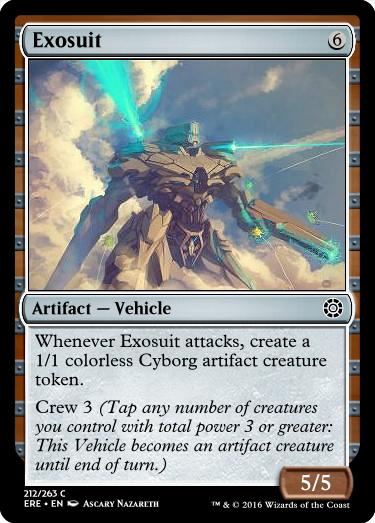 Exosuit 6
Artifact — Vehicle
Whenever Exosuit attacks, create a
1/1 colorless Cyborg artifact creature
token.
Crew 3 (Tap any number of creatures
you control with total power 3 or greater:
This Vehicle becomes an artifact creature
until end of turn.)
5/5
212/263 C
ERE • EN Ascary Nazareth
™ & © 2016 Wizards of the Coast